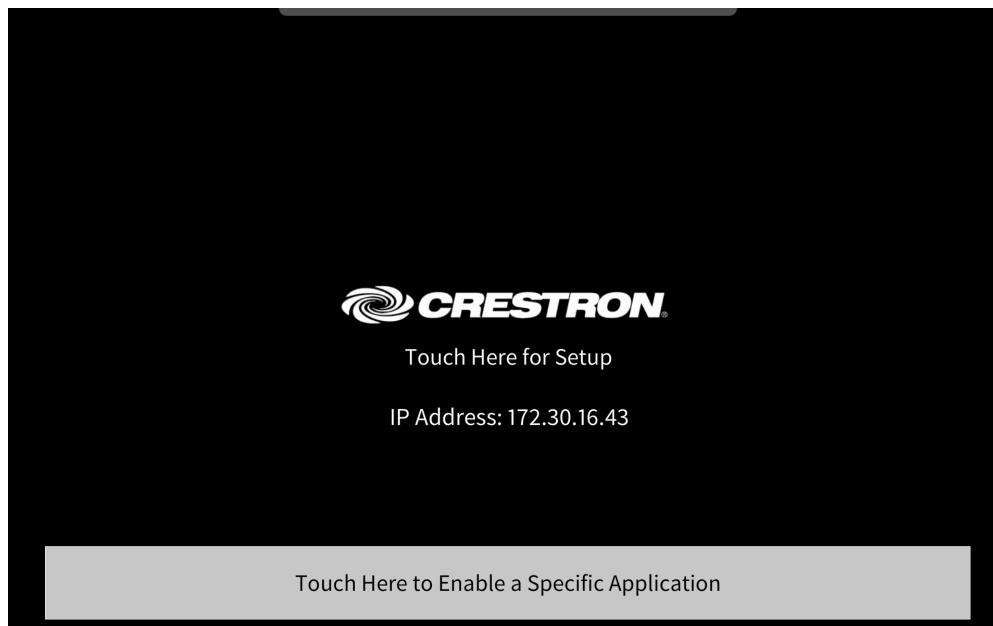 CRESTRON®
Touch Here for Setup
IP Address: 172.30.16.43
Touch Here to Enable a Specific Application